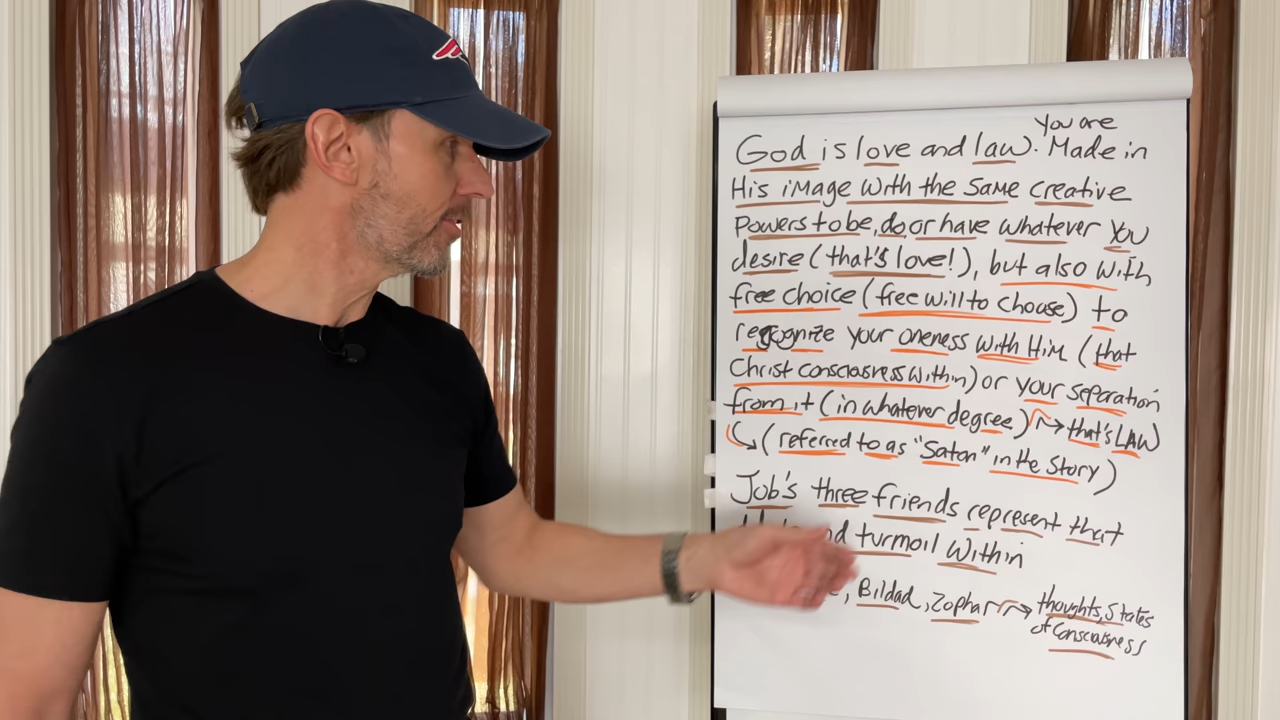 You are
God is love and law. Made in
His image with the same creative
Powers to be, do or have whatever you
desire (that's love!), but also with
free choice (free will to choose) to
recognize your oneness with Him (that
Christ consciousness within) or your separation
from it (in whatever degree) → that's LAW
(referred to as "Satan" in the Story)
Job's three friends represent that
turmoil within
, Bildad, Zophar → thoughts, States
of Consciousness